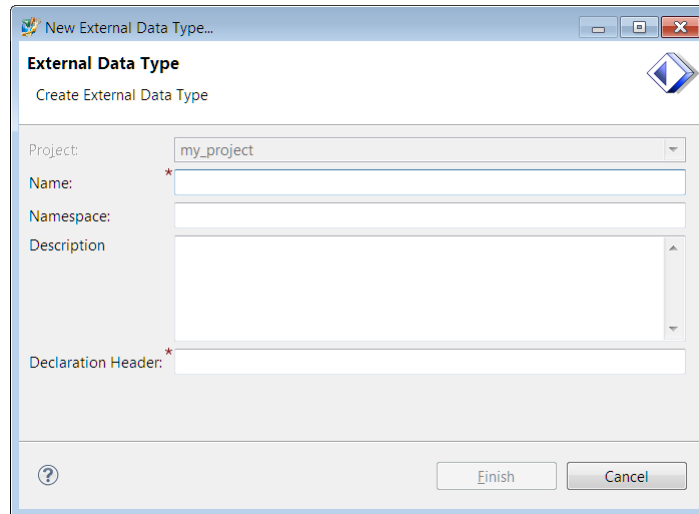 New External Data Type...
External Data Type
Create External Data Type
Project:
my_project
Name:
*
Namespace:
Description
Declaration Header:
*
?
Finish
Cancel